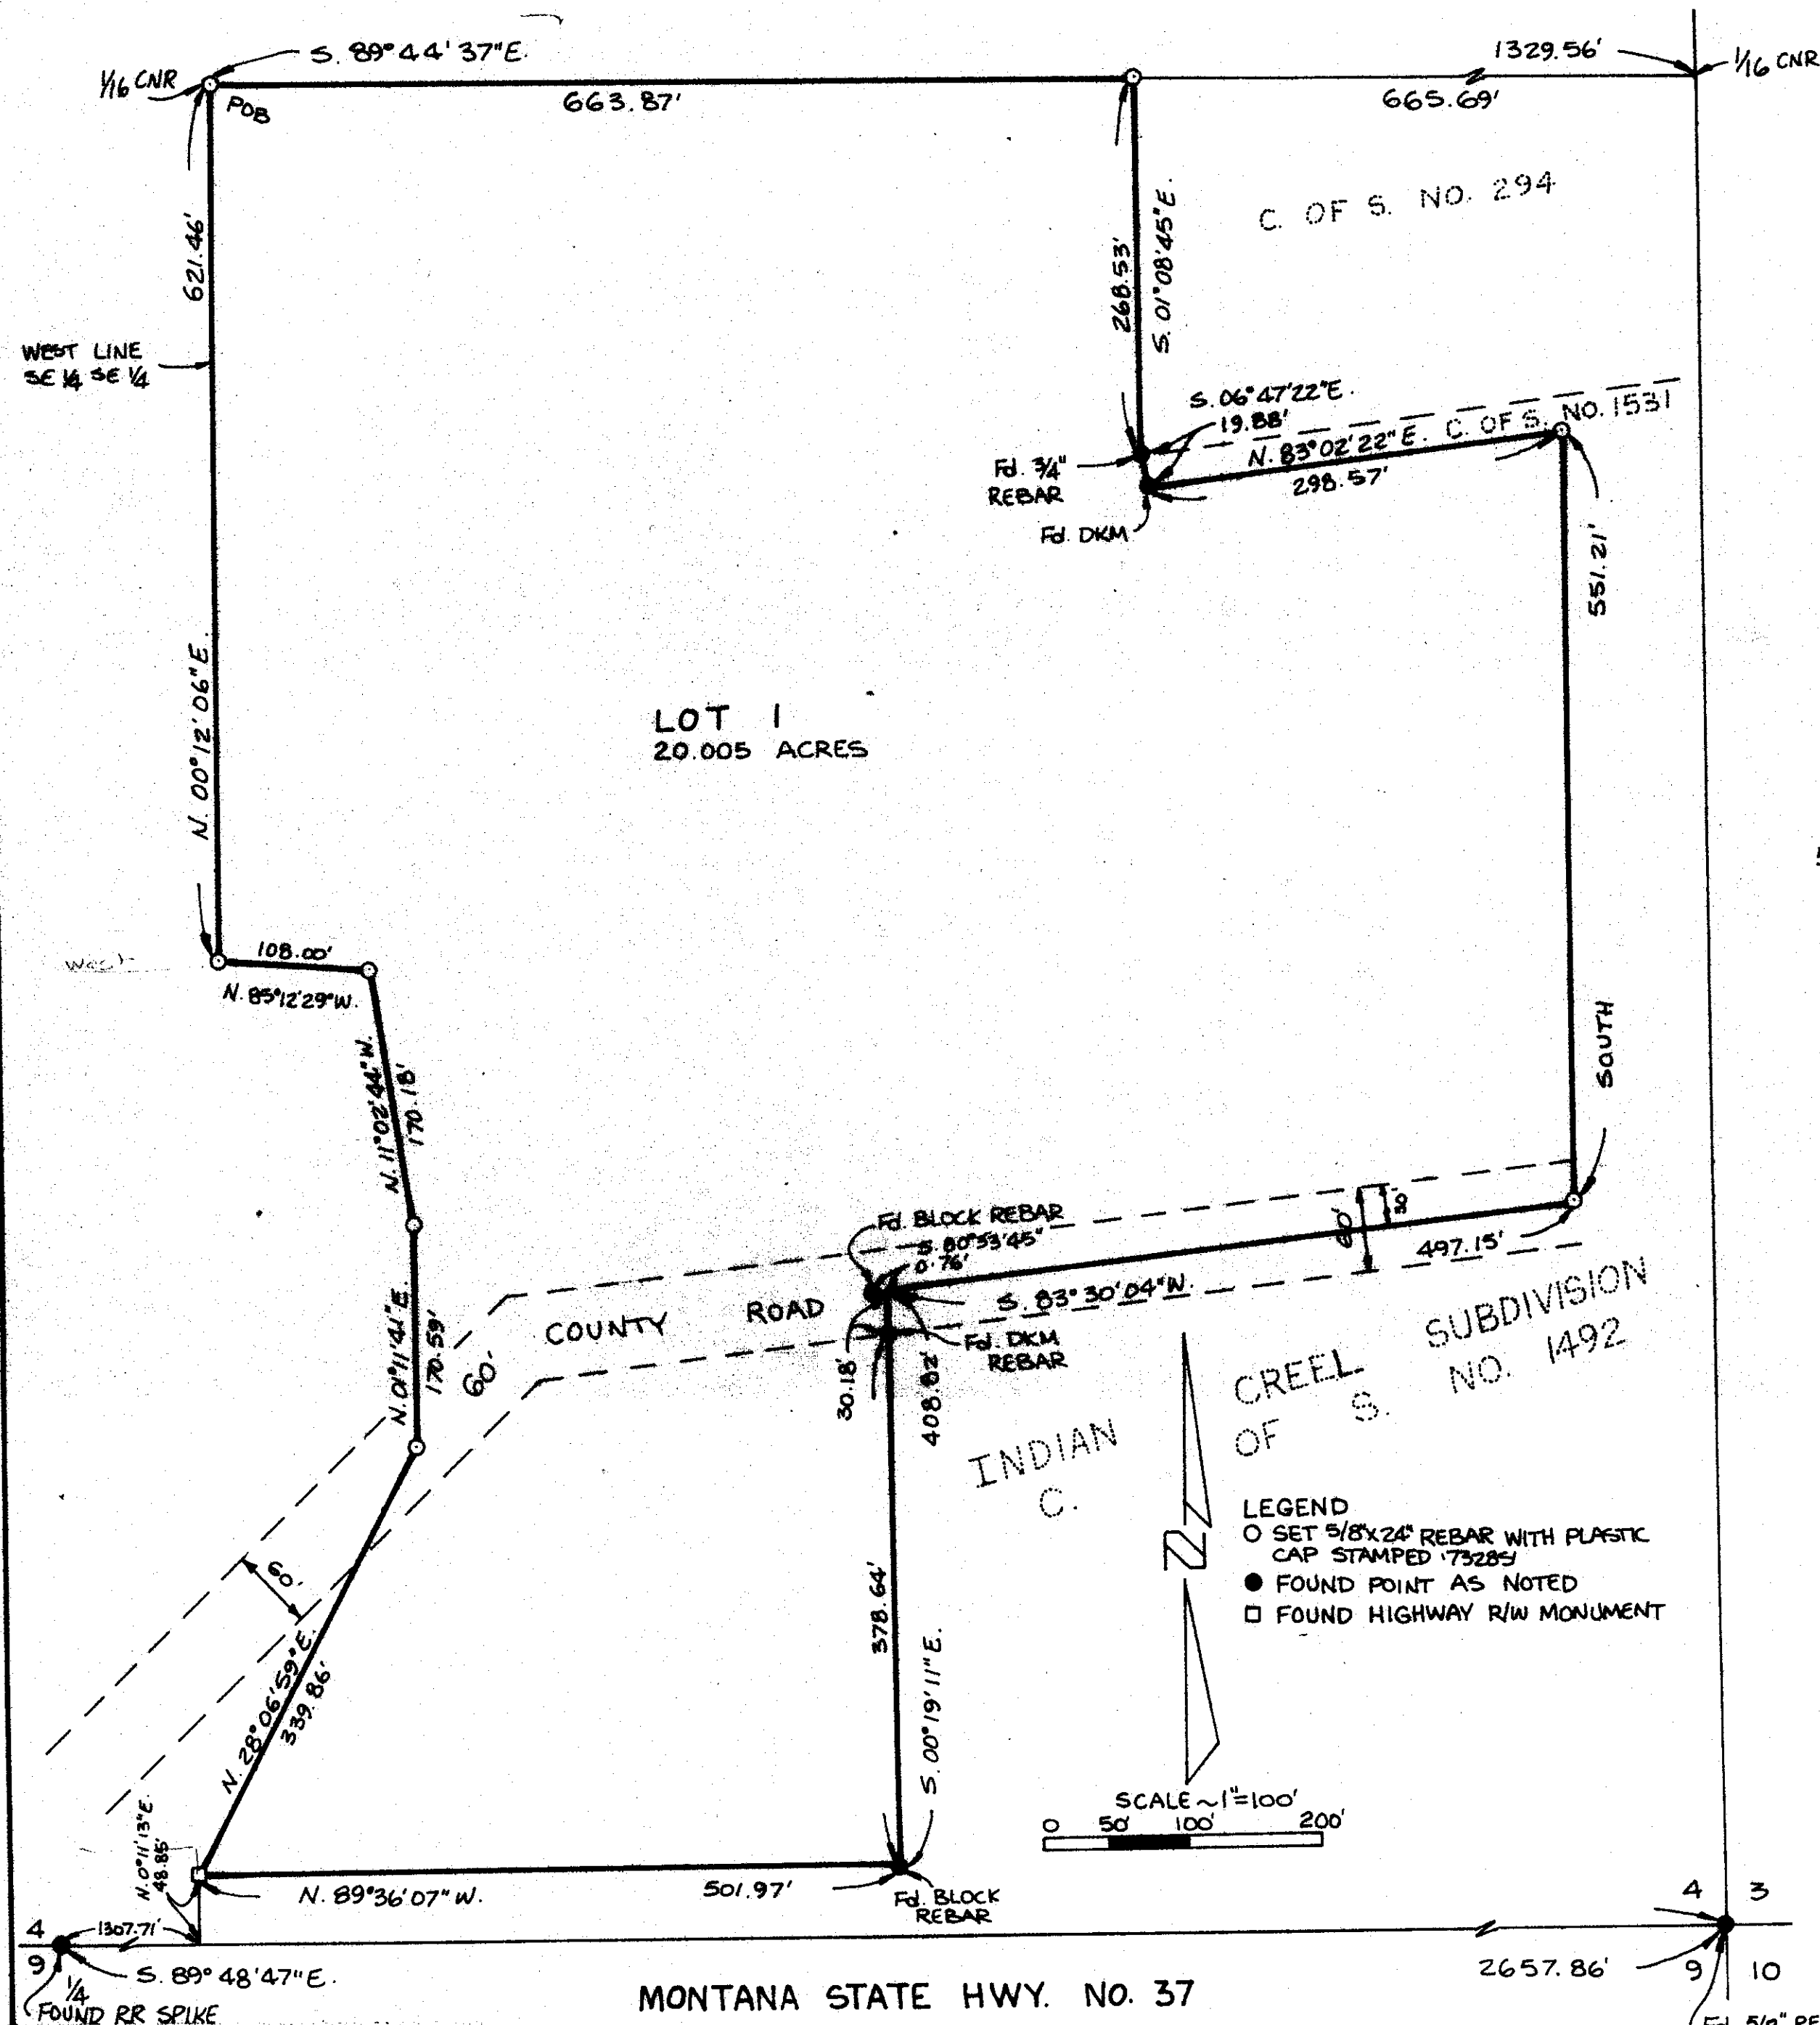 S. 89°44'37"E.
1329.56'
1/16 CNR
1/16 CNR
POB
663.87'
665.69'
C. OF S. NO. 294
621.46'
268.53'
S. 01°08'45"E.
WEST LINE
SE 1/4 SE 1/4
S. 06°47'22"E.
19.88'
C. OF S. NO. 1531
N. 83°02'22"E.
298.57'
Fd. 3/4"
REBAR
Fd. DKM
551.21'
N. 00°12'06"E.
LOT 1
20.005 ACRES
West
108.00'
N. 85°12'29"W.
N. 11°02'44"W.
170.18'
SOUTH
Fd. BLOCK REBAR
S. 80°53'45"
0.76'
60'
30
497.15'
S. 83°30'04"W.
COUNTY ROAD
Fd. DKM
REBAR
N. 01°11'41"E.
170.59'
60'
30.18'
408.82'
INDIAN CREEL SUBDIVISION
C. OF S. NO. 1492
LEGEND
SET 5/8"X24" REBAR WITH PLASTIC
CAP STAMPED '7328S'
FOUND POINT AS NOTED
FOUND HIGHWAY R/W MONUMENT
60'
378.64'
S. 00°19'11"E.
N. 28°06'59"E.
339.86'
N
SCALE ~ 1"=100'
0 50' 100' 200'
N. 0°11'13"E.
48.85'
N. 89°36'07"W.
501.97'
Fd. BLOCK
REBAR
4 3
4
1307.71'
9
1/4
S. 89°48'47"E.
2657.86'
9 10
MONTANA STATE HWY. NO. 37
FOUND RR SPIKE
Fd. 5/8" RE